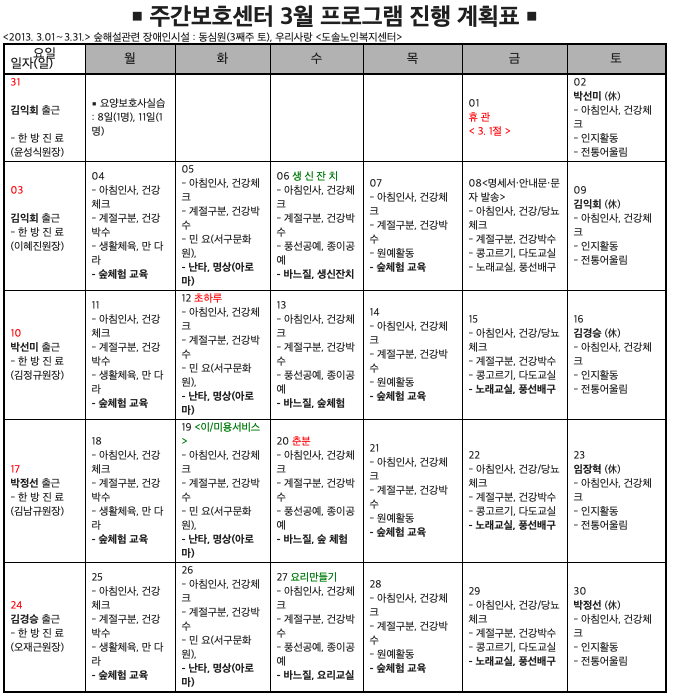 ▪ 주간보호센터 3월 프로그램 진행 계획표 ▪
<2013. 3.01~3.31.> 숲해설관련 장애인시설 : 동심원(3째주 토), 우리사랑 <도솔노인복지센터>
요일
일자(일)
월
화
수
목
금
토
31
김익회 출근
- 한 방 진 료
(윤성식원장)
▪ 요양보호사실습
: 8일(1명), 11일(1
명)
01
휴 관
< 3. 1절 >
02
박선미 (休)
- 아침인사, 건강체
크
- 인지활동
- 전통어울림
03
김익회 출근
- 한 방 진 료
(이혜진원장)
04
- 아침인사, 건강
체크
- 계절구분, 건강
박수
- 생활체육, 만 다
라
- 숲체험 교육
05
- 아침인사, 건강체
크
- 계절구분, 건강박
수
- 민 요(서구문화
원),
- 난타, 명상(아로
마)
06 생 신 잔 치
- 아침인사, 건강체
크
- 계절구분, 건강박
수
- 풍선공예, 종이공
예
- 바느질, 생신잔치
07
- 아침인사, 건강체
크
- 계절구분, 건강박
수
- 원예활동
- 숲체험 교육
08<명세서·안내문·문
자 발송>
- 아침인사, 건강/당뇨
체크
- 계절구분, 건강박수
- 콩고르기, 다도교실
- 노래교실, 풍선배구
09
김익회 (休)
- 아침인사, 건강체
크
- 인지활동
- 전통어울림
10
박선미 출근
- 한 방 진 료
(김정규원장)
11
- 아침인사, 건강
체크
- 계절구분, 건강
박수
- 생활체육, 만 다
라
- 숲체험 교육
12 초하루
- 아침인사, 건강체
크
- 계절구분, 건강박
수
- 민 요(서구문화
원),
- 난타, 명상(아로
마)
13
- 아침인사, 건강체
크
- 계절구분, 건강박
수
- 풍선공예, 종이공
예
- 바느질, 숲체험
14
- 아침인사, 건강체
크
- 계절구분, 건강박
수
- 원예활동
- 숲체험 교육
15
- 아침인사, 건강/당뇨
체크
- 계절구분, 건강박수
- 콩고르기, 다도교실
- 노래교실, 풍선배구
16
김경승 (休)
- 아침인사, 건강체
크
- 인지활동
- 전통어울림
17
박정선 출근
- 한 방 진 료
(김남규원장)
18
- 아침인사, 건강
체크
- 계절구분, 건강
박수
- 생활체육, 만 다
라
- 숲체험 교육
19 <이/미용서비스
>
- 아침인사, 건강체
크
- 계절구분, 건강박
수
- 민 요(서구문화
원),
- 난타, 명상(아로
마)
20 춘분
- 아침인사, 건강체
크
- 계절구분, 건강박
수
- 풍선공예, 종이공
예
- 바느질, 숲 체험
21
- 아침인사, 건강체
크
- 계절구분, 건강박
수
- 원예활동
- 숲체험 교육
22
- 아침인사, 건강/당뇨
체크
- 계절구분, 건강박수
- 콩고르기, 다도교실
- 노래교실, 풍선배구
23
임장혁 (休)
- 아침인사, 건강체
크
- 인지활동
- 전통어울림
24
김경승 출근
- 한 방 진 료
(오재근원장)
25
- 아침인사, 건강
체크
- 계절구분, 건강
박수
- 생활체육, 만 다
라
- 숲체험 교육
26
- 아침인사, 건강체
크
- 계절구분, 건강박
수
- 민 요(서구문화
원),
- 난타, 명상(아로
마)
27 요리만들기
- 아침인사, 건강체
크
- 계절구분, 건강박
수
- 풍선공예, 종이공
예
- 바느질, 요리교실
28
- 아침인사, 건강체
크
- 계절구분, 건강박
수
- 원예활동
- 숲체험 교육
29
- 아침인사, 건강/당뇨
체크
- 계절구분, 건강박수
- 콩고르기, 다도교실
- 노래교실, 풍선배구
30
박정선 (休)
- 아침인사, 건강체
크
- 인지활동
- 전통어울림